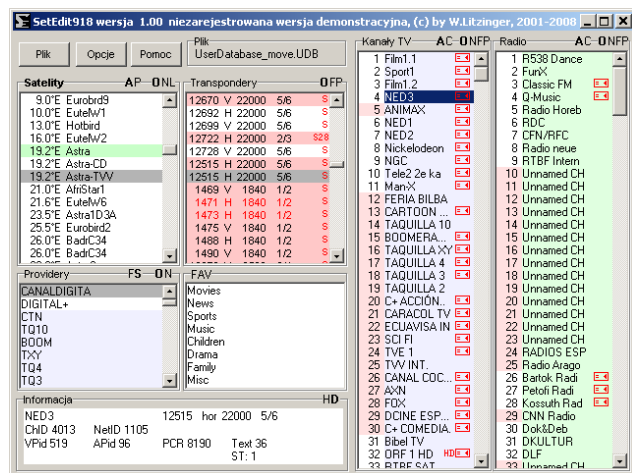 SetEdit918 wersja 1.00 niezarejestrowana wersja demonstracyjna, (c) by W.Litzinger, 2001-2008
Plik
Opcje
Pomoc
Plik
UserDatabase_move.UDB
Satelity AP ONL
9.0°E Eurobrd9
10.0°E EutelW1
13.0°E Hotbird
16.0°E EutelW2
19.2°E Astra
19.2°E Astra-CD
19.2°E Astra-TVV
21.0°E AfriStar1
21.6°E EutelW6
23.5°E Astra1D3A
25.5°E Eurobird2
26.0°E BadrC34
26.0°E BadrC34
Transpondery OFP
12670 V 22000 5/6 S
12692 H 22000 5/6 S
12699 V 22000 5/6 S
12722 H 22000 2/3 S28
12728 V 22000 5/6 S
12515 H 22000 5/6 S
12515 H 22000 5/6 S
1469 V 1840 1/2 S
1471 H 1840 1/2 S
1473 H 1840 1/2 S
1475 V 1840 1/2 S
1488 H 1840 1/2 S
1490 V 1840 1/2 S
Providery FS ON
CANALDIGITA
DIGITAL+
CTN
TQ10
BOOM
TXY
TQ4
TQ3
FAV
Movies
News
Sports
Music
Children
Drama
Family
Misc
Informacja HD
NED3 12515 hor 22000 5/6
ChID 4013 NetID 1105
VPid 519 APid 96 PCR 8190 Text 36
ST: 1
Kanały TV AC ONFP
1 Film1.1
2 Sport1
3 Film1.2
4 NED3
5 ANIMAX
6 NED1
7 NED2
8 Nickelodeon
9 NGC
10 Tele2 2e ka
11 Man-X
12 FERIA BILBA
13 CARTOON ...
14 TAQUILLA 10
15 BOOMERA...
16 TAQUILLA XY
17 TAQUILLA 4
18 TAQUILLA 3
19 TAQUILLA 2
20 C+ ACCIÓN..
21 CARACOL TV
22 ECUAVISA IN
23 SCI FI
24 TVE 1
25 TVV INT.
26 CANAL COC...
27 AXN
28 FOX
29 DCINE ESP...
30 C+ COMEDIA.
31 Bibel TV
32 ORF 1 HD HD
33 RTBF SAT
Radio AC ONFP
1 R538 Dance
2 FunX
3 Classic FM
4 Q-Music
5 Radio Horeb
6 RDC
7 CFN/RFC
8 Radio neue
9 RTBF Intern
10 Unnamed CH
11 Unnamed CH
12 Unnamed CH
13 Unnamed CH
14 Unnamed CH
15 Unnamed CH
16 Unnamed CH
17 Unnamed CH
18 Unnamed CH
19 Unnamed CH
20 Unnamed CH
21 Unnamed CH
22 Unnamed CH
23 Unnamed CH
24 RADIOS ESP
25 Radio Arago
26 Bartok Radi
27 Petofi Radi
28 Kossuth Rad
29 CNN Radio
30 Dok&Deb
31 DKULTUR
32 DLF
33 Unnamed CH